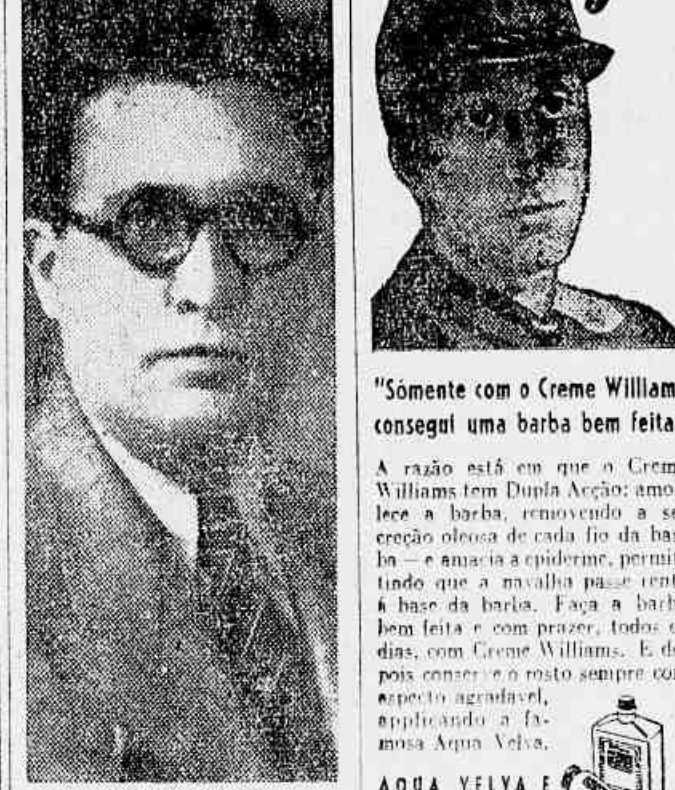 "Sómente com o Creme William
consegui uma barba bem feita
A razão está em que o Crem
Williams tem Dupla Acção: amol
lece a barba, removendo a se
creção oleosa de cada fio da bar
ba — e amacia a epiderme, permit
tindo que a navalha passe rent
á base da barba. Faça a barb
bem feita e com prazer, todos o
dias, com Creme Williams. E de
pois conserve o rosto sempre com
aspecto agradavel,
applicando a fa-
mosa Aqua Velva.
AQUA VELVA E